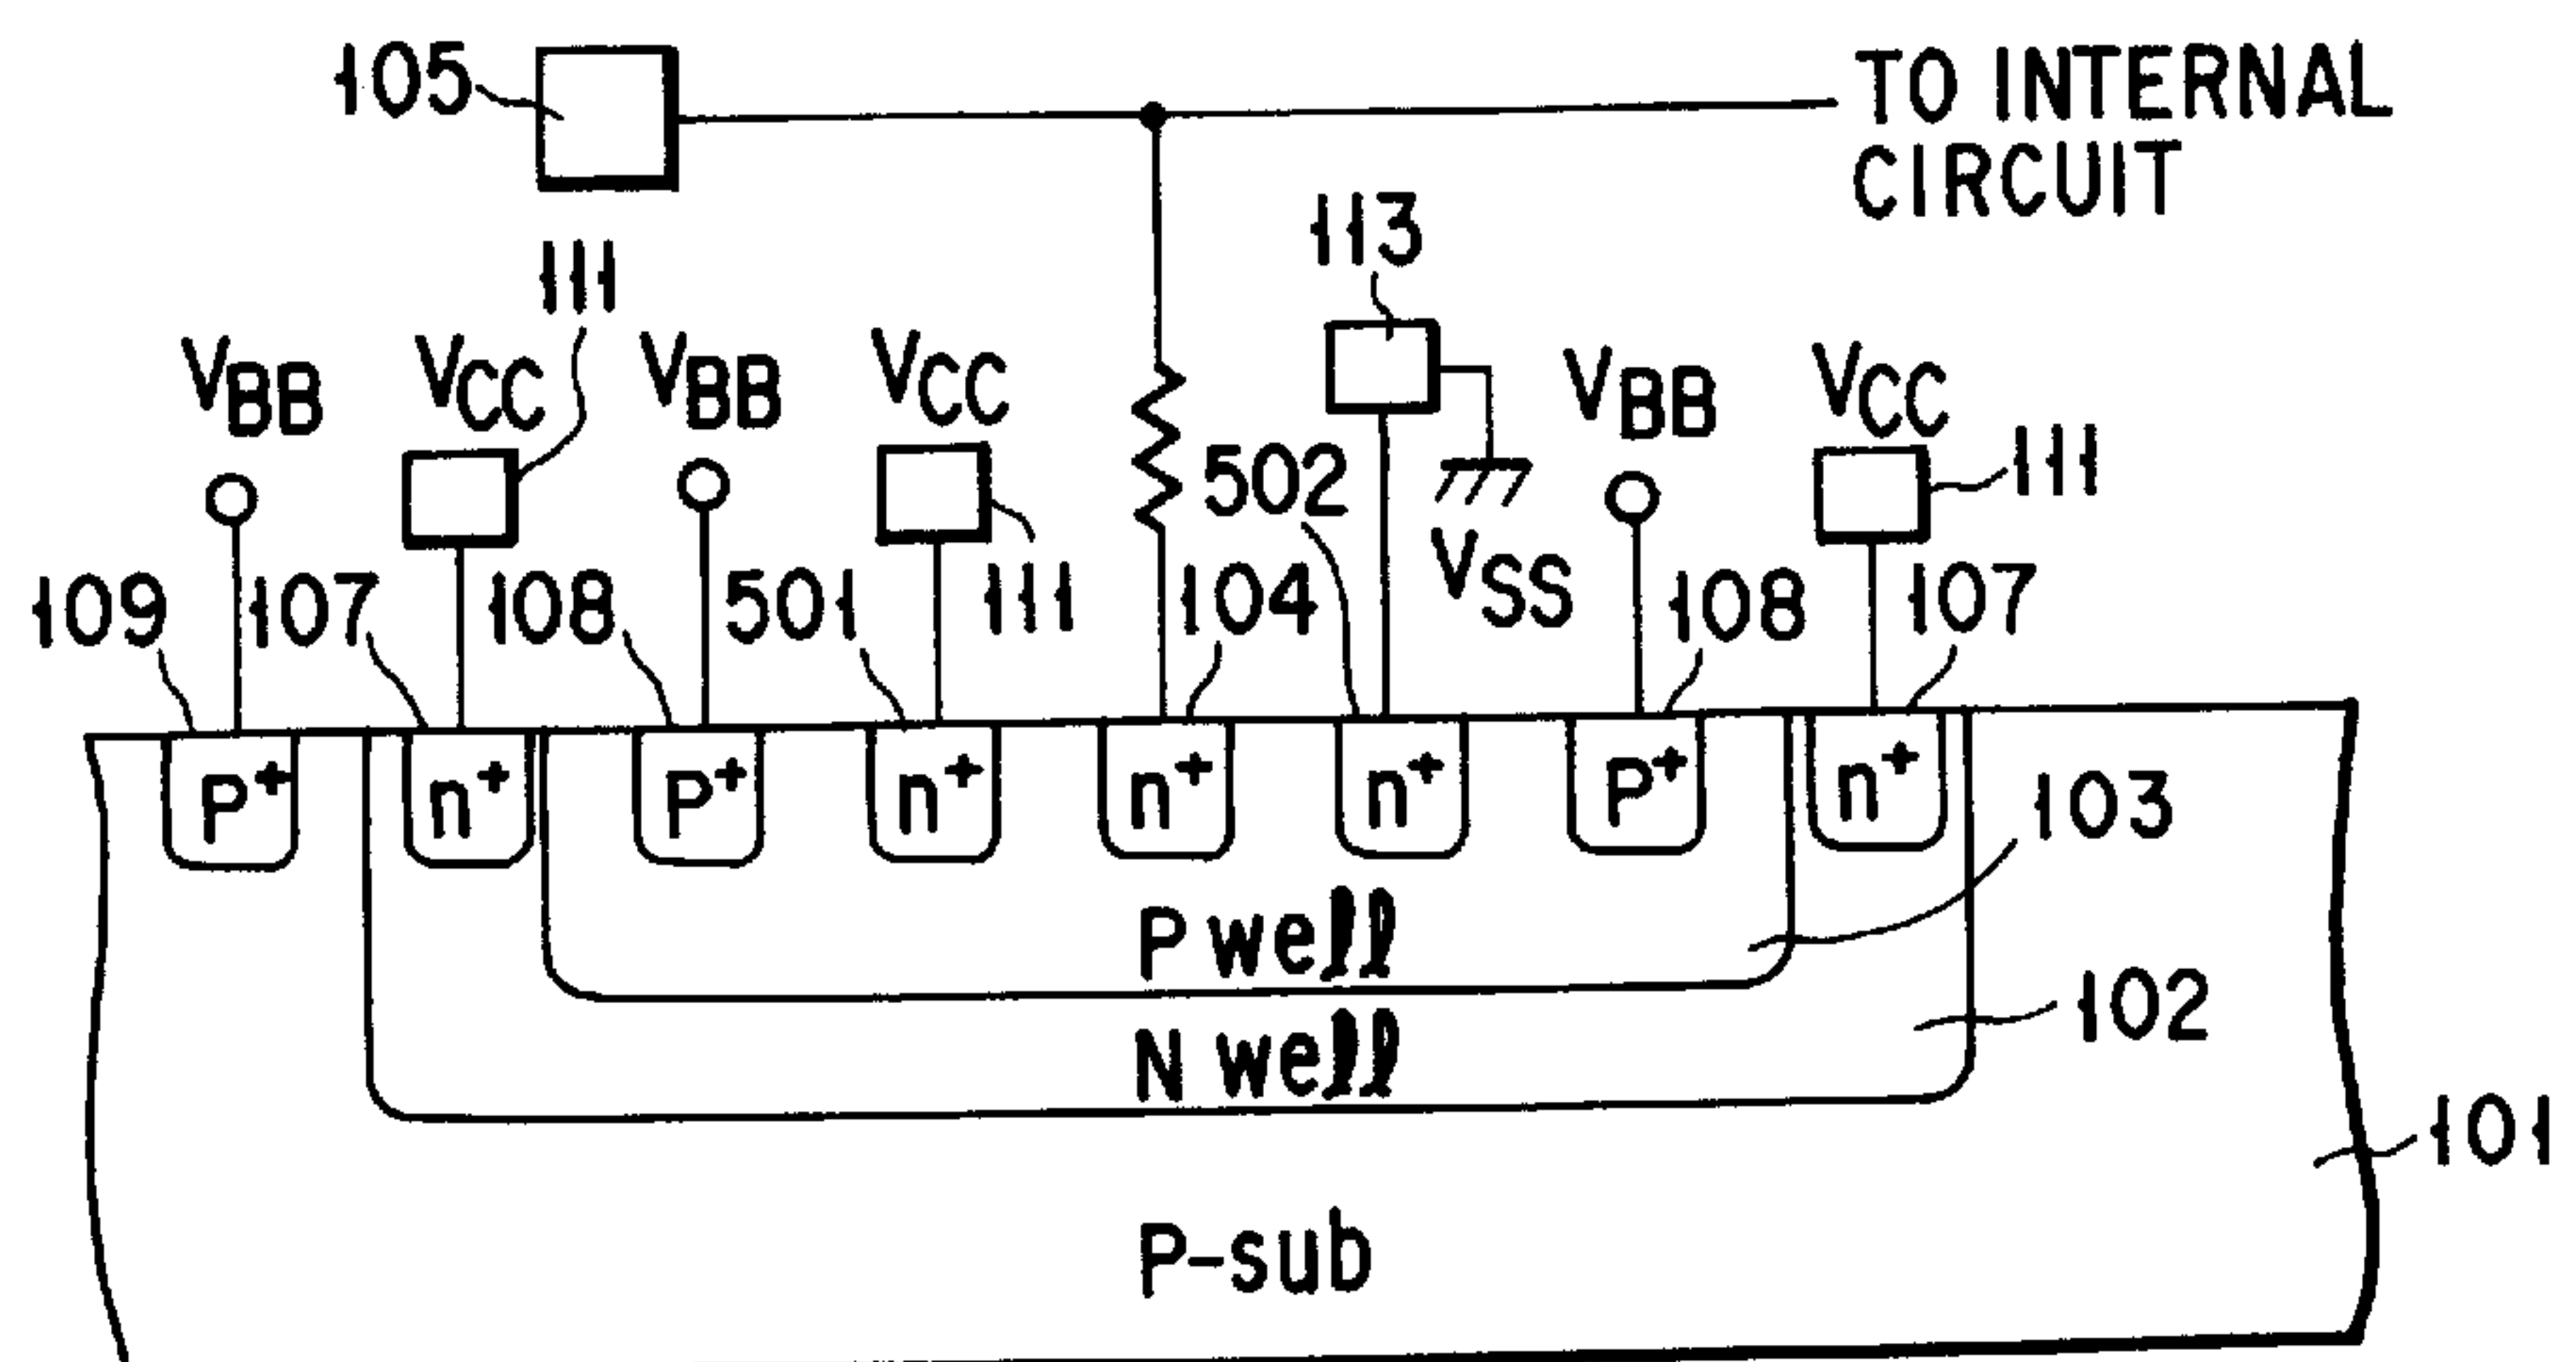 105
TO INTERNAL
CIRCUIT
111
113
VBB
VCC
VBB
VCC
VBB
VCC
111
502
VSS
109
107
108
501
111
104
108
107
P+
n+
P+
n+
n+
n+
P+
n+
103
P well
102
N well
101
P-sub